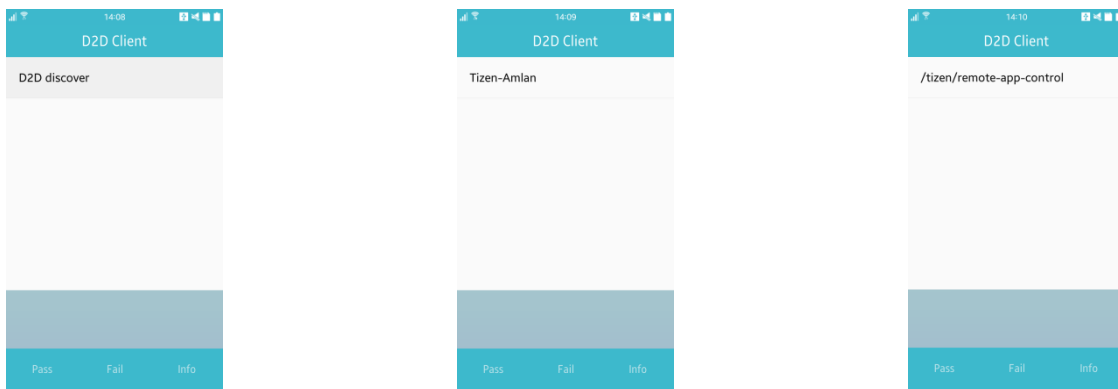 14:08
D2D Client
D2D discover
Pass Fail Info
14:09
D2D Client
Tizen-Amlan
Pass Fail Info
14:10
D2D Client
/tizen/remote-app-control
Pass Fail Info